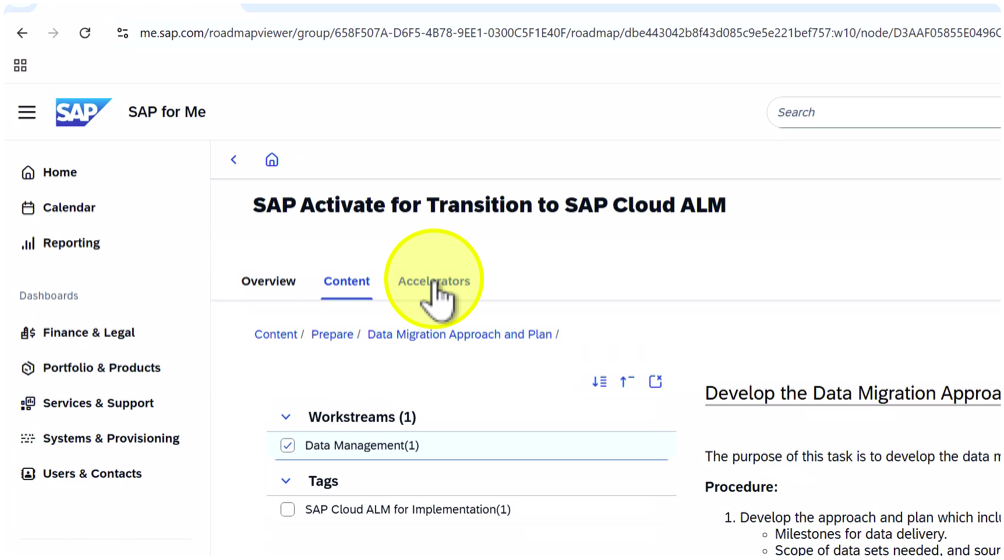 me.sap.com/roadmapviewer/group/658F507A-D6F5-4B78-9EE1-0300C5F1E40F/roadmap/dbe443042b8f43d085c9e5e221bef757:w10/node/D3AAF05855E0496C
SAP
SAP for Me
Search
Home
Calendar
Reporting
Dashboards
Finance & Legal
Portfolio & Products
Services & Support
Systems & Provisioning
Users & Contacts
SAP Activate for Transition to SAP Cloud ALM
Overview Content Accelerators
Content / Prepare / Data Migration Approach and Plan /
Workstreams (1)
Data Management(1)
Tags
SAP Cloud ALM for Implementation(1)
Develop the Data Migration Approa
The purpose of this task is to develop the data m
Procedure:
1. Develop the approach and plan which inclu
Milestones for data delivery.
Scope of data sets needed, and sour